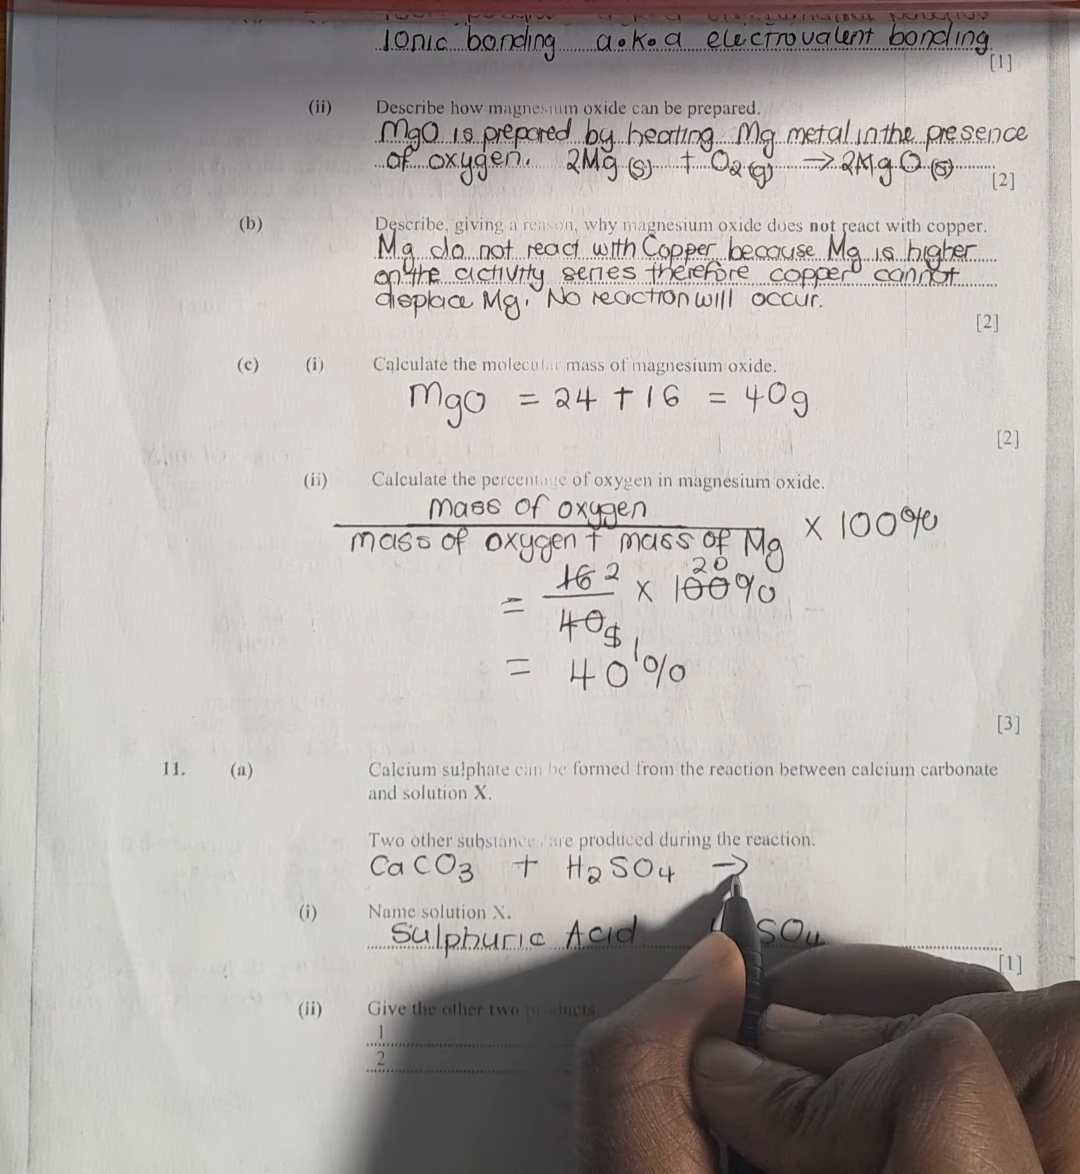 Ionic bonding a.k.a electrovalent bonding
[1]
(ii) Describe how magnesium oxide can be prepared.
MgO is prepared by heating Mg metal in the presence
of oxygen. 2Mg (s) + O2 (g) → 2MgO (s)
[2]
(b) Describe, giving a reason, why magnesium oxide does not react with copper.
Mg do not react with Copper because Mg is higher
on the activity series therefore copper cannot
displace Mg. No reaction will occur.
[2]
(c) (i) Calculate the molecular mass of magnesium oxide.
MgO = 24 + 16 = 40g
[2]
(ii) Calculate the percentage of oxygen in magnesium oxide.
mass of oxygen
mass of oxygen + mass of Mg × 100%
20
= 16 2 × 100%
40 5 1
= 40%
[3]
11. (a) Calcium sulphate can be formed from the reaction between calcium carbonate
and solution X.
Two other substances are produced during the reaction.
CaCO3 + H2SO4 →
(i) Name solution X.
Sulphuric Acid SO4
[1]
(ii) Give the other two products.
1
2